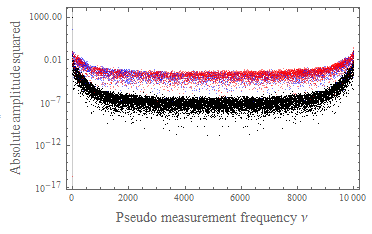 Absolute amplitude squared
1000.00
0.01
10^-7
10^-12
10^-17
0 2000 4000 6000 8000 10 000
Pseudo measurement frequency ν